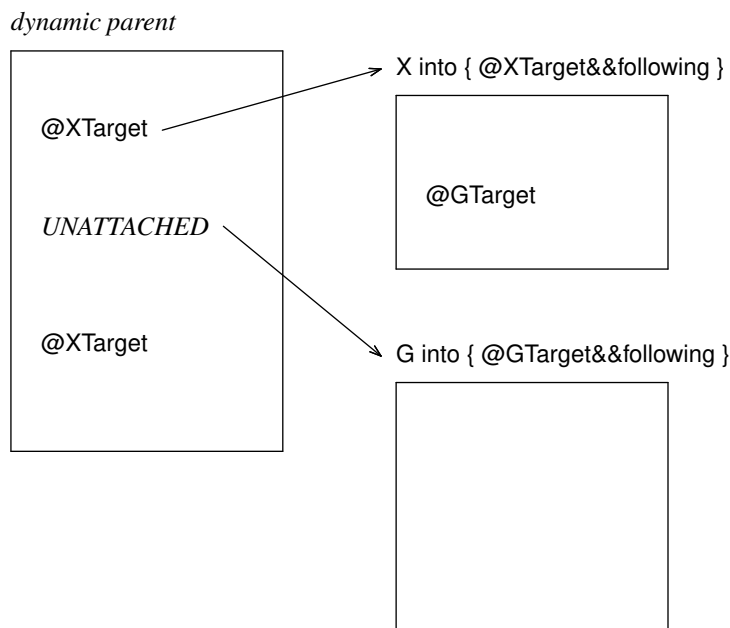 dynamic parent
X into { @XTarget&&following }
@XTarget
@GTarget
UNATTACHED
@XTarget
G into { @GTarget&&following }